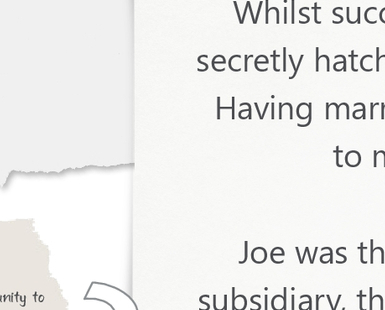 Whilst succ
secretly hatch
Having marr
to
Joe was th
subsidiary, th
unity to